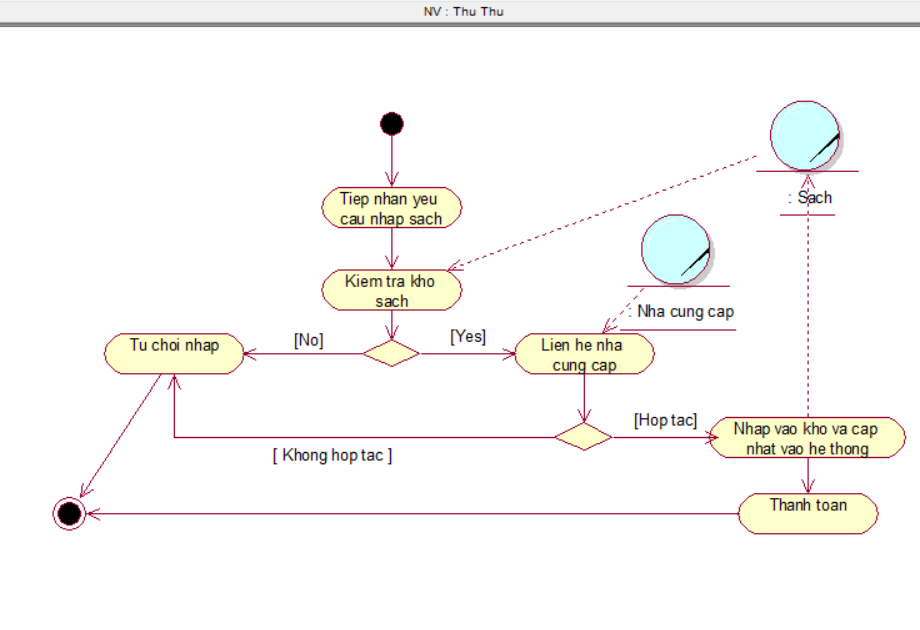 NV : Thu Thu
Tiep nhan yeu
cau nhap sach
: Sach
Kiem tra kho
sach
: Nha cung cap
[No]
[Yes]
Tu choi nhap
Lien he nha
cung cap
[Hop tac]
Nhap vao kho va cap
nhat vao he thong
[ Khong hop tac ]
Thanh toan